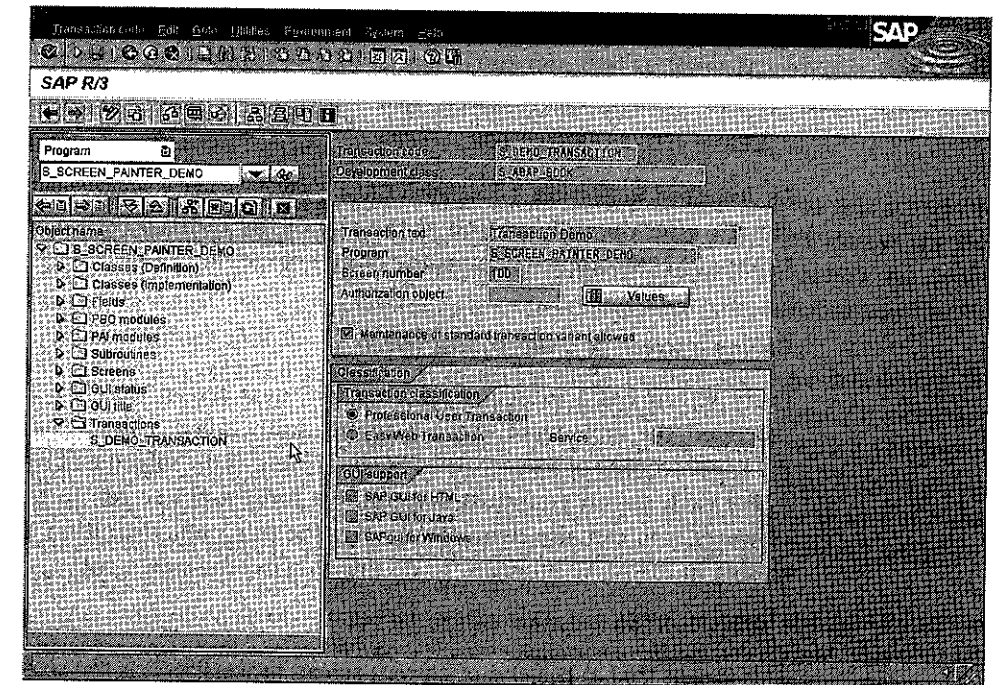 Transaction code Edit Goto Utilities Environment System Help
SAP
SAP R/3
Program
S_SCREEN_PAINTER_DEMO
Object name
S_SCREEN_PAINTER_DEMO
Classes (Definition)
Classes (Implementation)
Fields
PBO modules
PAI modules
Subroutines
Screens
GUI status
GUI title
Transactions
S_DEMO_TRANSACTION
Transaction code S_DEMO_TRANSACTION
Development class S_ABAP_BOOK
Transaction text Transaction Demo
Program S_SCREEN_PAINTER_DEMO
Screen number 100
Authorization object Values
Maintenance of standard transaction variant allowed
Classification
Transaction classification
Professional User Transaction
EasyWeb Transaction Service
GUI support
SAP GUI for HTML
SAP GUI for Java
SAPgui for Windows